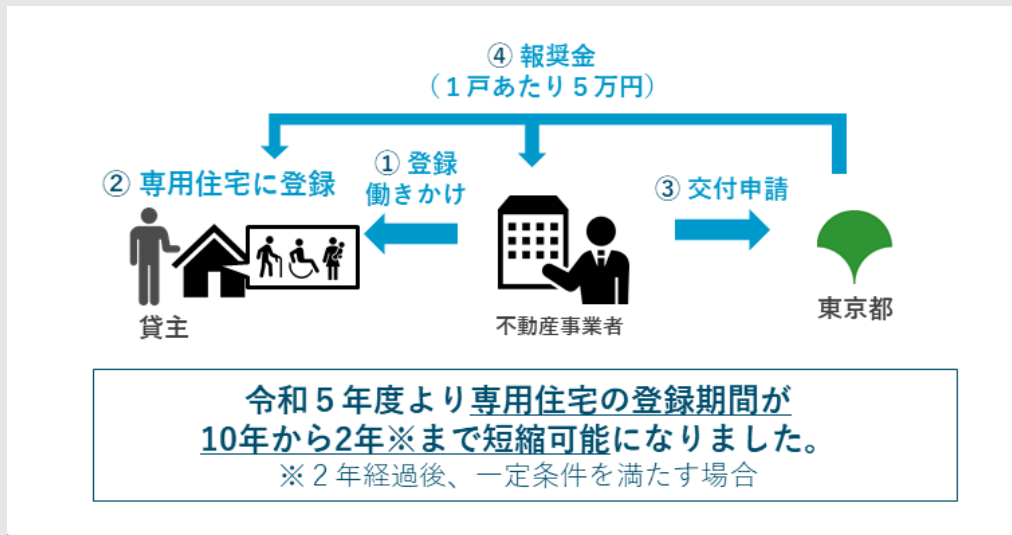 ④ 報奨金
（１戸あたり５万円）
① 登録
働きかけ
② 専用住宅に登録
③ 交付申請
貸主
不動産事業者
東京都
令和５年度より専用住宅の登録期間が
10年から2年※まで短縮可能になりました。
※２年経過後、一定条件を満たす場合